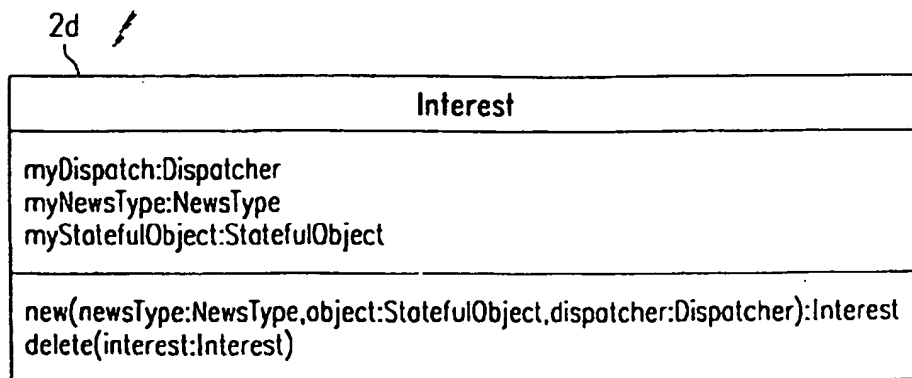 2d
Interest
myDispatch:Dispatcher
myNewsType:NewsType
myStatefulObject:StatefulObject
new(newsType:NewsType,object:StatefulObject,dispatcher:Dispatcher):Interest
delete(interest:Interest)